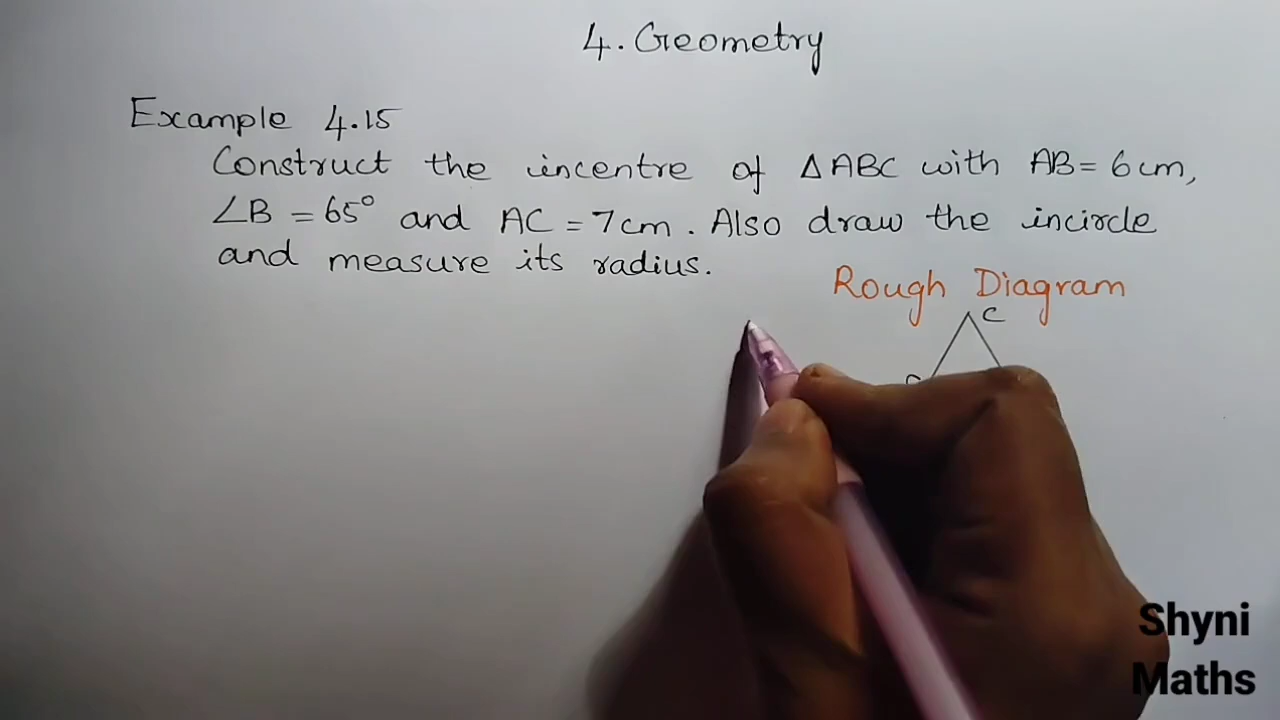 4. Geometry
Example 4.15
Construct the incentre of △ABC with AB = 6cm,
∠B = 65° and AC = 7cm. Also draw the incircle
and measure its radius.
Rough Diagram
C
Shyni
Maths